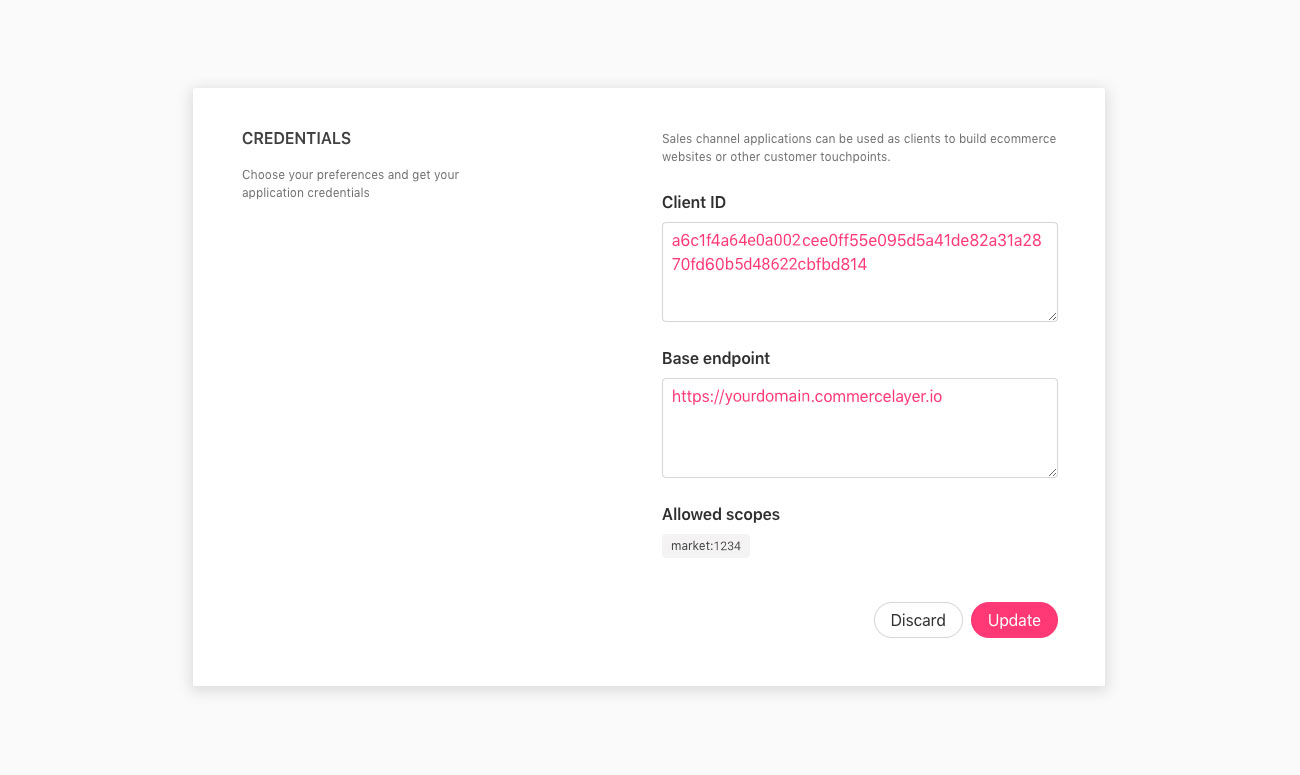 CREDENTIALS
Choose your preferences and get your
application credentials
Sales channel applications can be used as clients to build ecommerce
websites or other customer touchpoints.
Client ID
a6c1f4a64e0a002cee0ff55e095d5a41de82a31a28
70fd60b5d48622cbfbd814
Base endpoint
https://yourdomain.commercelayer.io
Allowed scopes
market:1234
Discard
Update